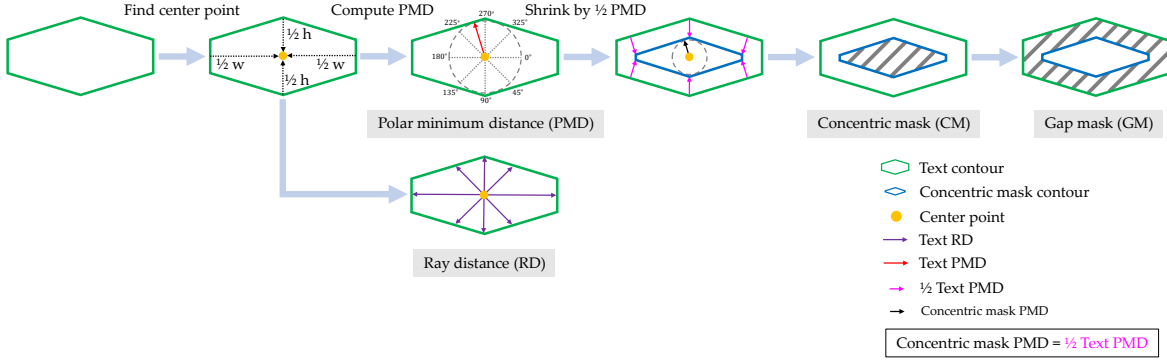 Find center point
Compute PMD
Shrink by ½ PMD
½ h
½ w
½ w
½ h
270°
225°
325°
180°
0°
135°
45°
90°
Polar minimum distance (PMD)
Concentric mask (CM)
Gap mask (GM)
Ray distance (RD)
Text contour
Concentric mask contour
Center point
Text RD
Text PMD
½ Text PMD
Concentric mask PMD
Concentric mask PMD = ½ Text PMD